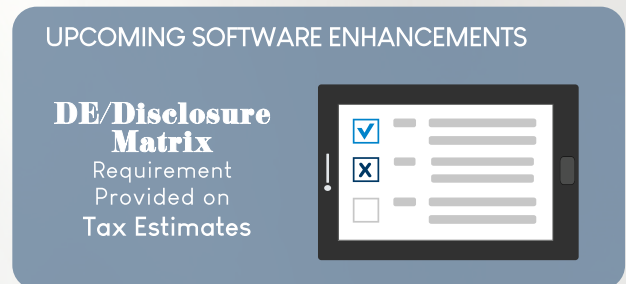 UPCOMING SOFTWARE ENHANCEMENTS
DE/Disclosure
Matrix
Requirement
Provided on
Tax Estimates